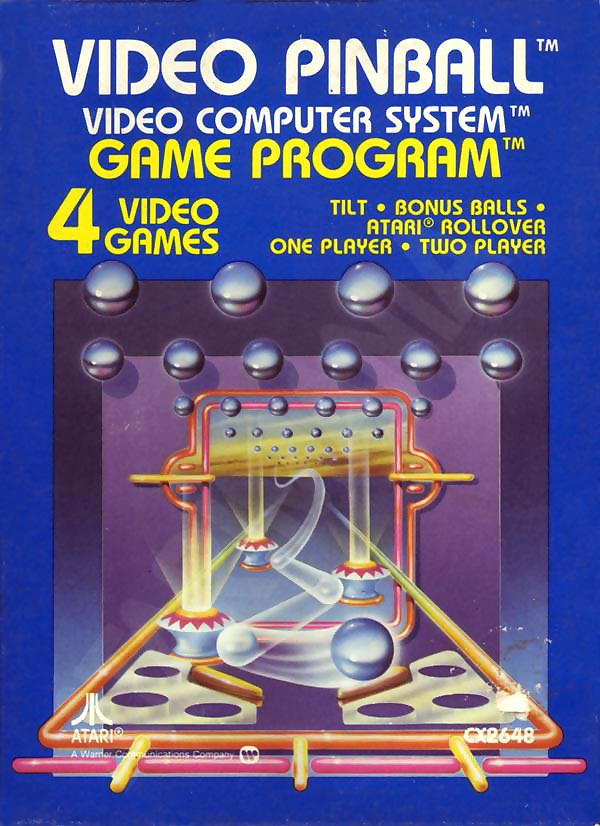 VIDEO PINBALL™
VIDEO COMPUTER SYSTEM™
GAME PROGRAM™
4 VIDEO GAMES
TILT • BONUS BALLS •
ATARI® ROLLOVER
ONE PLAYER • TWO PLAYER
ATARI®
CX2648
A Warner Communications Company